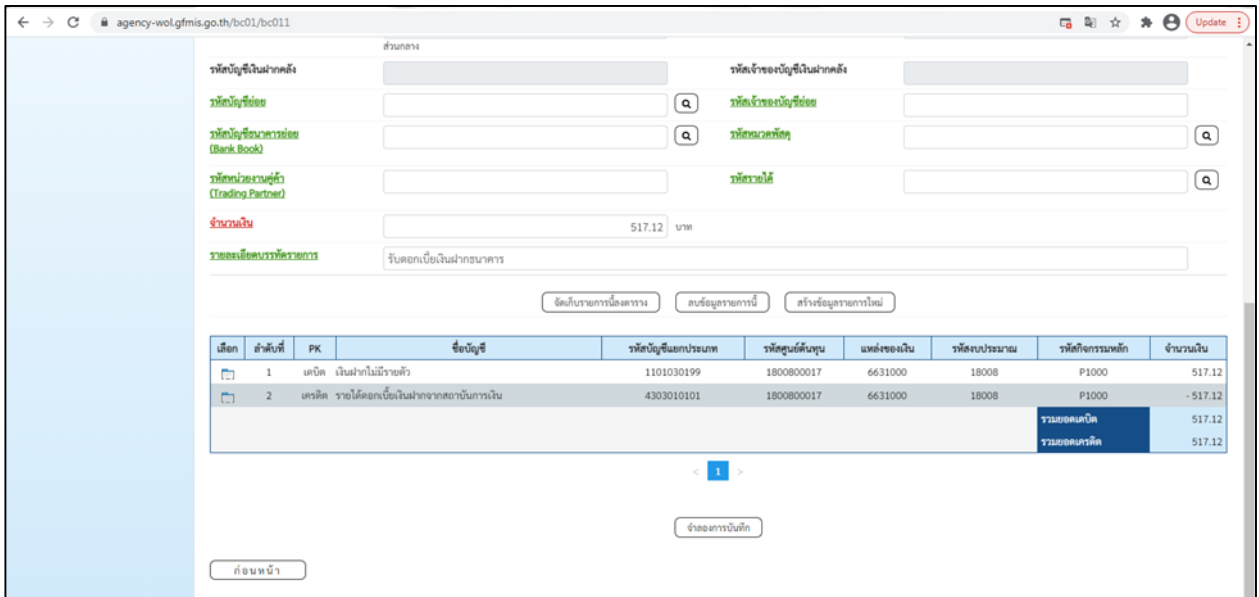 agency-wol.gfmis.go.th/bc01/bc011
Update
ส่วนกลาง
รหัสบัญชีเงินฝากคลัง รหัสเจ้าของบัญชีเงินฝากคลัง
รหัสบัญชีย่อย รหัสเจ้าของบัญชีย่อย
รหัสบัญชีธนาคารย่อย รหัสหมวดพัสดุ
(Bank Book)
รหัสหน่วยงานคู่ค้า รหัสรายได้
(Trading Partner)
จำนวนเงิน 517.12 บาท
รายละเอียดบรรทัดรายการ รับดอกเบี้ยเงินฝากธนาคาร
จัดเก็บรายการนี้ลงตาราง ลบข้อมูลรายการนี้ สร้างข้อมูลรายการใหม่
เลือก ลำดับที่ PK ชื่อบัญชี รหัสบัญชีแยกประเภท รหัสศูนย์ต้นทุน แหล่งของเงิน รหัสงบประมาณ รหัสกิจกรรมหลัก จำนวนเงิน
1 เดบิต เงินฝากไม่มีรายตัว 1101030199 1800800017 6631000 18008 P1000 517.12
2 เครดิต รายได้ดอกเบี้ยเงินฝากจากสถาบันการเงิน 4303010101 1800800017 6631000 18008 P1000 - 517.12
รวมยอดเดบิต 517.12
รวมยอดเครดิต 517.12
< 1 >
จำลองการบันทึก
ก่อนหน้า